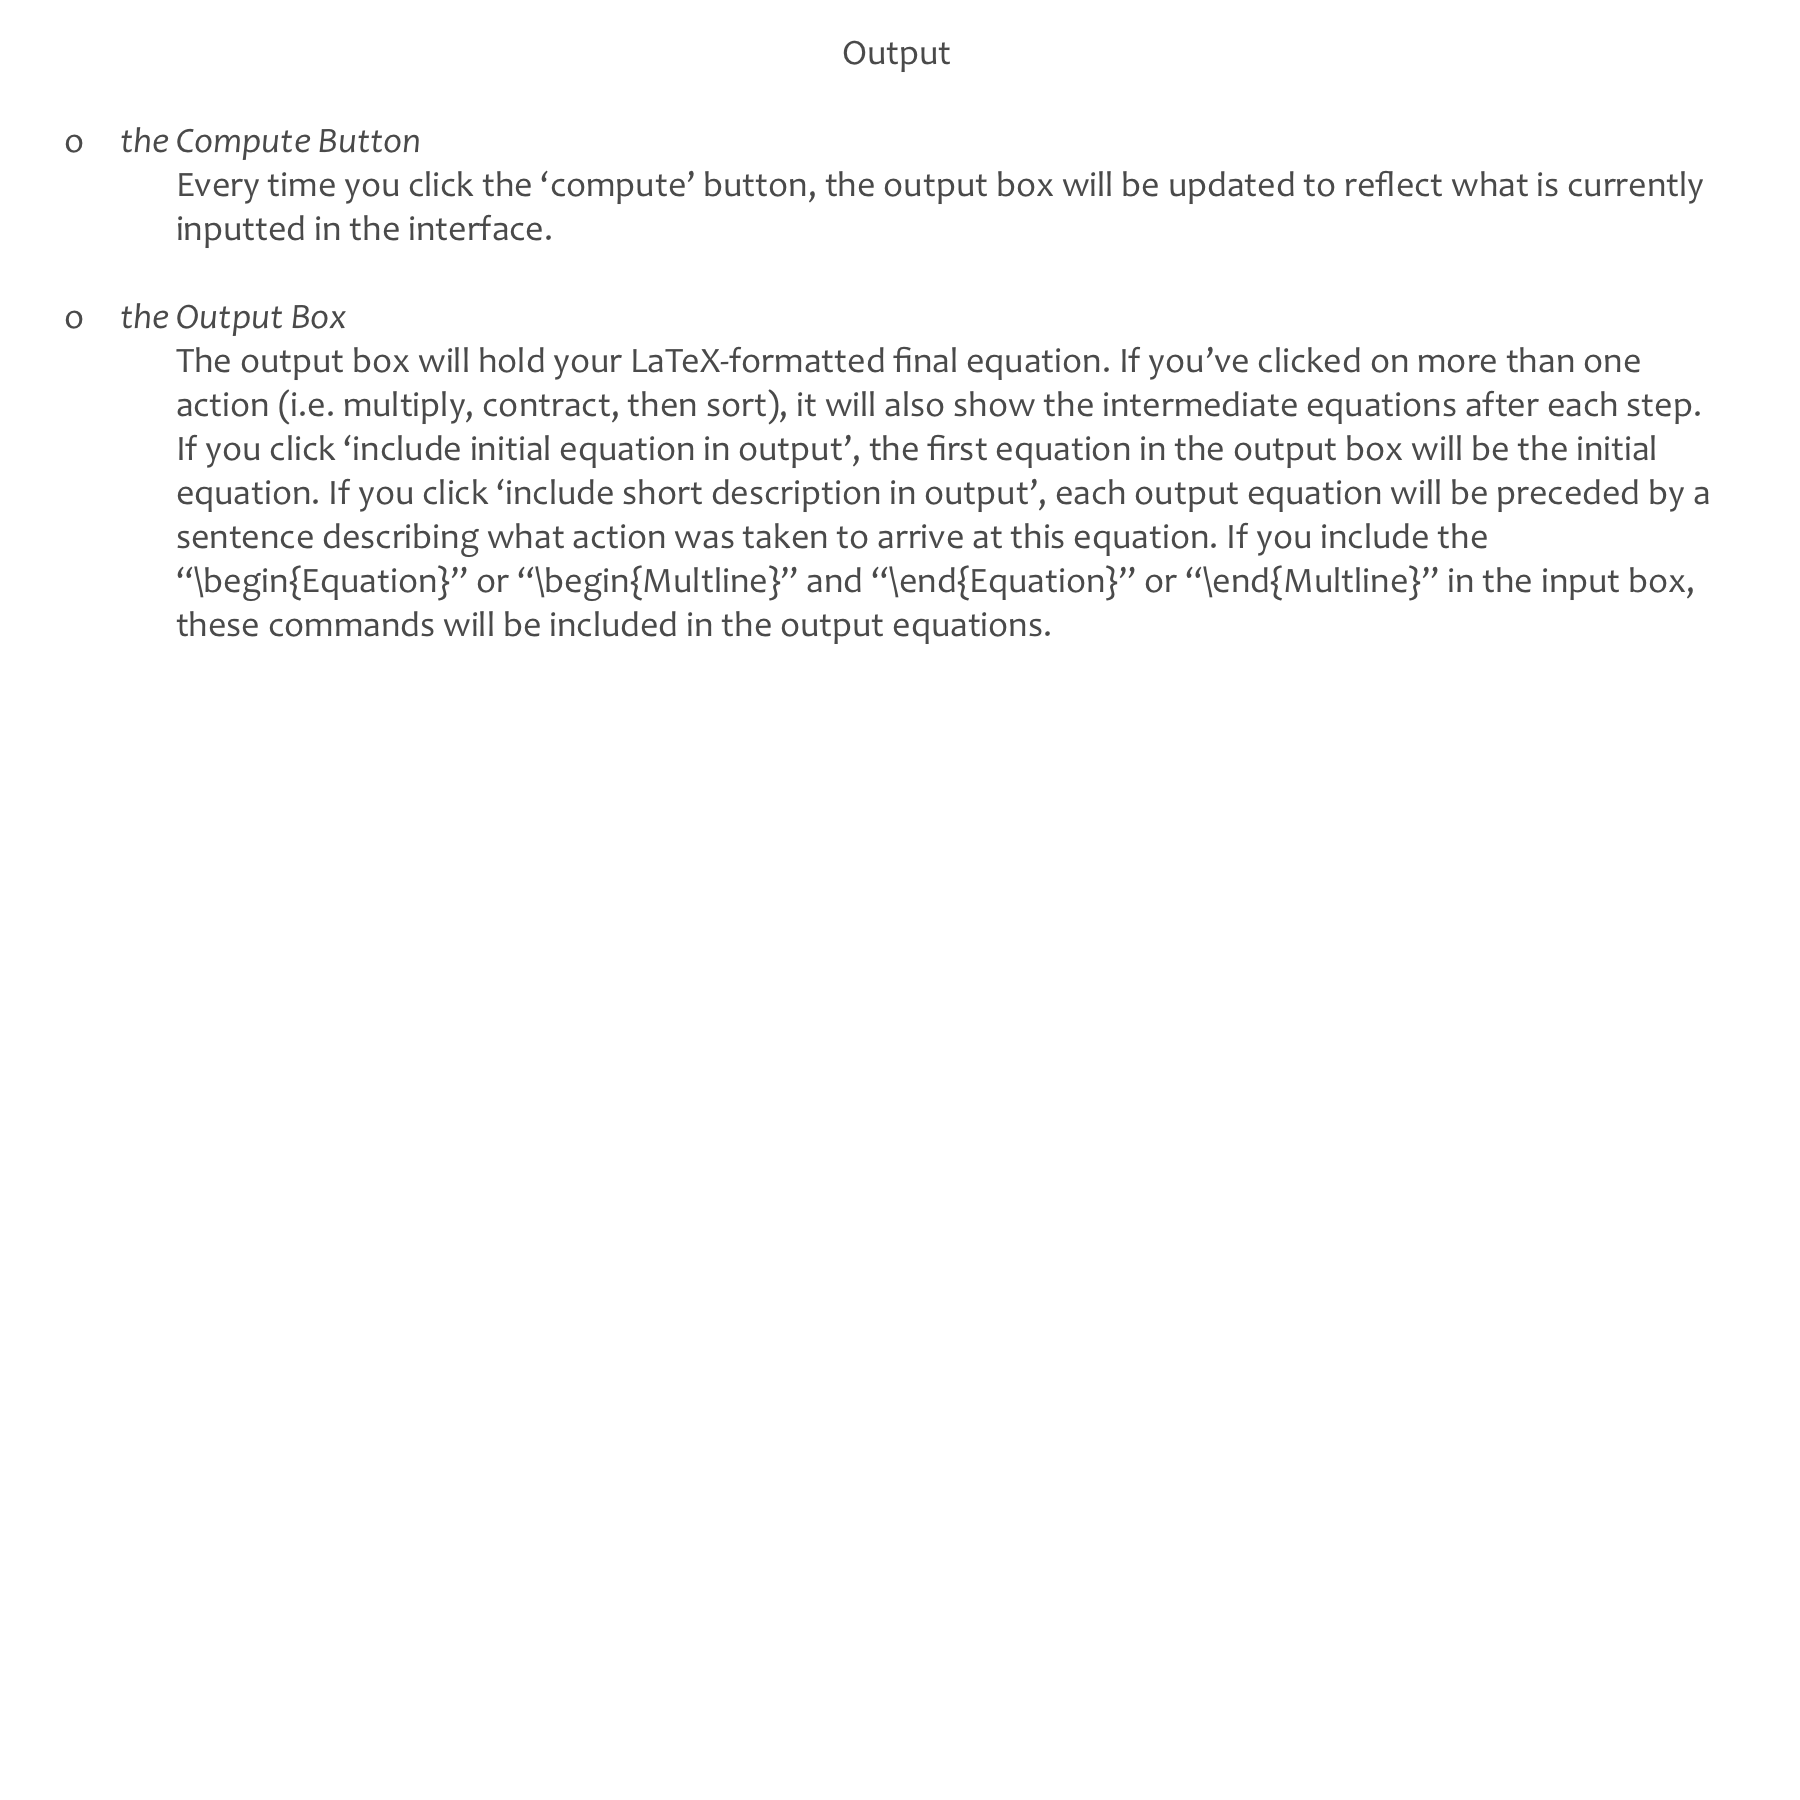 Output
o the Compute Button
Every time you click the ‘compute’ button, the output box will be updated to reflect what is currently
inputted in the interface.
o the Output Box
The output box will hold your LaTeX-formatted final equation. If you’ve clicked on more than one
action (i.e. multiply, contract, then sort), it will also show the intermediate equations after each step.
If you click ‘include initial equation in output’, the first equation in the output box will be the initial
equation. If you click ‘include short description in output’, each output equation will be preceded by a
sentence describing what action was taken to arrive at this equation. If you include the
“\begin{Equation}” or “\begin{Multline}” and “\end{Equation}” or “\end{Multline}” in the input box,
these commands will be included in the output equations.